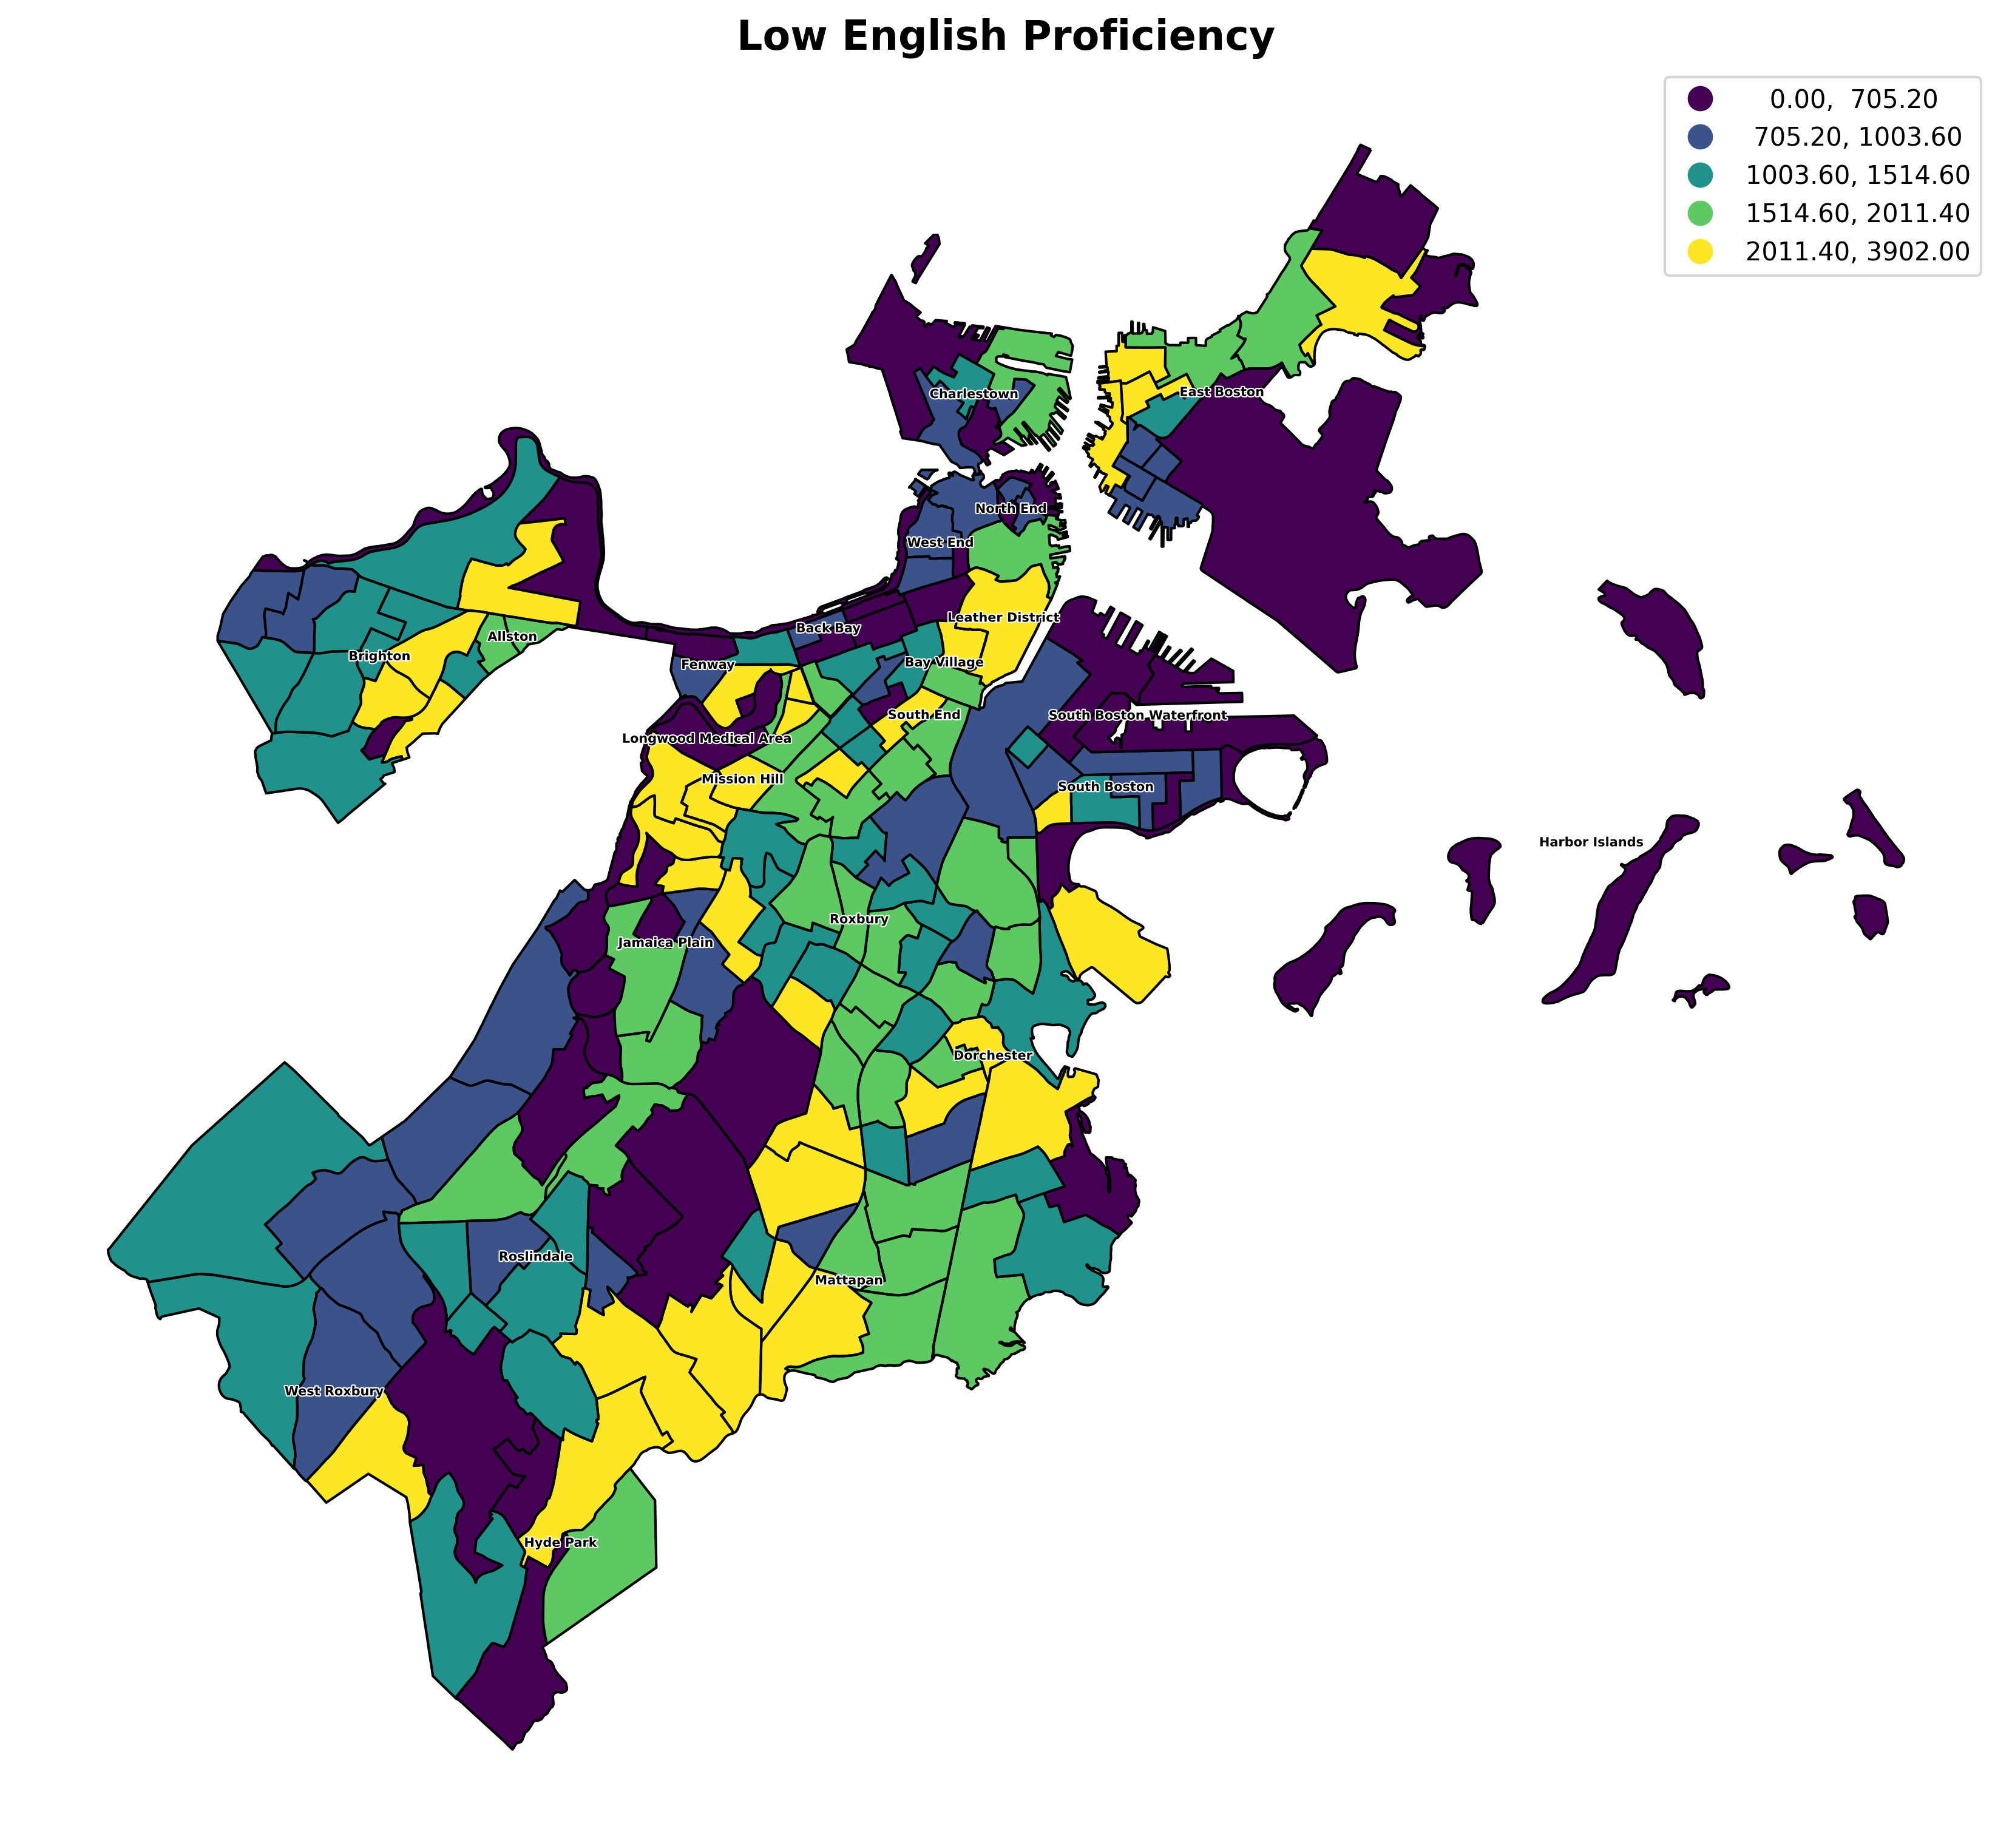 Low English Proficiency
0.00, 705.20
705.20, 1003.60
1003.60, 1514.60
1514.60, 2011.40
2011.40, 3902.00
Charlestown
East Boston
North End
West End
Leather District
Back Bay
Allston
Brighton
Fenway
Bay Village
South End
South Boston Waterfront
Longwood Medical Area
Mission Hill
South Boston
Harbor Islands
Roxbury
Jamaica Plain
Dorchester
Roslindale
Mattapan
West Roxbury
Hyde Park